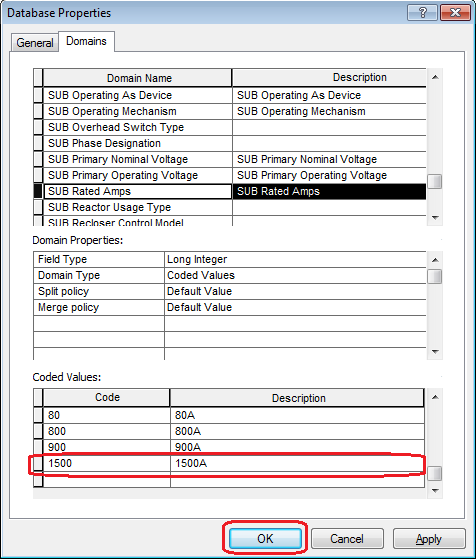 Database Properties
General Domains
Domain Name Description
SUB Operating As Device SUB Operating As Device
SUB Operating Mechanism SUB Operating Mechanism
SUB Overhead Switch Type
SUB Phase Designation
SUB Primary Nominal Voltage SUB Primary Nominal Voltage
SUB Primary Operating Voltage SUB Primary Operating Voltage
SUB Rated Amps SUB Rated Amps
SUB Reactor Usage Type
SUB Recloser Control Model
Domain Properties:
Field Type Long Integer
Domain Type Coded Values
Split policy Default Value
Merge policy Default Value
Coded Values:
Code Description
80 80A
800 800A
900 900A
1500 1500A
OK Cancel Apply